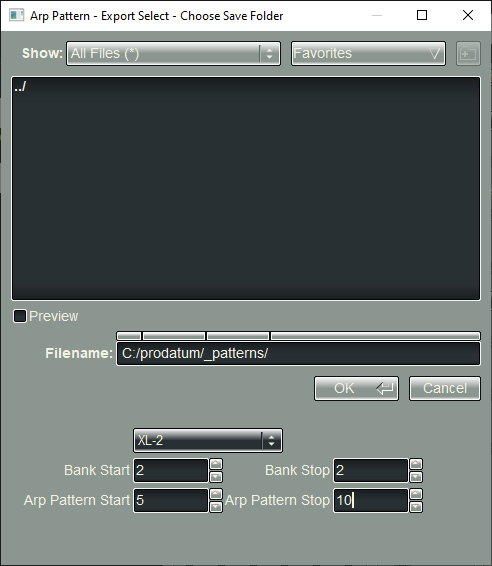 Arp Pattern - Export Select - Choose Save Folder
Show: All Files (*) Favorites
../
Preview
Filename: C:/prodatum/_patterns/
OK Cancel
XL-2
Bank Start 2 Bank Stop 2
Arp Pattern Start 5 Arp Pattern Stop 10